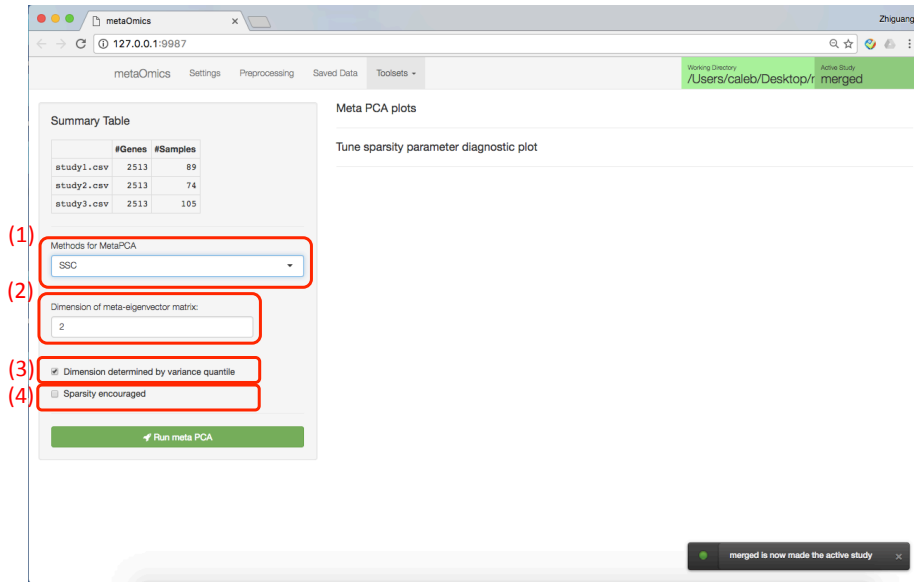 metaOmics
Zhiguang
127.0.0.1:9987
metaOmics Settings Preprocessing Saved Data Toolsets
Working Directory
/Users/caleb/Desktop/r
Active Study
merged
Summary Table
#Genes #Samples
study1.csv 2513 89
study2.csv 2513 74
study3.csv 2513 105
(1)
Methods for MetaPCA
SSC
(2)
Dimension of meta-eigenvector matrix:
2
(3)
Dimension determined by variance quantile
(4)
Sparsity encouraged
Run meta PCA
Meta PCA plots
Tune sparsity parameter diagnostic plot
merged is now made the active study